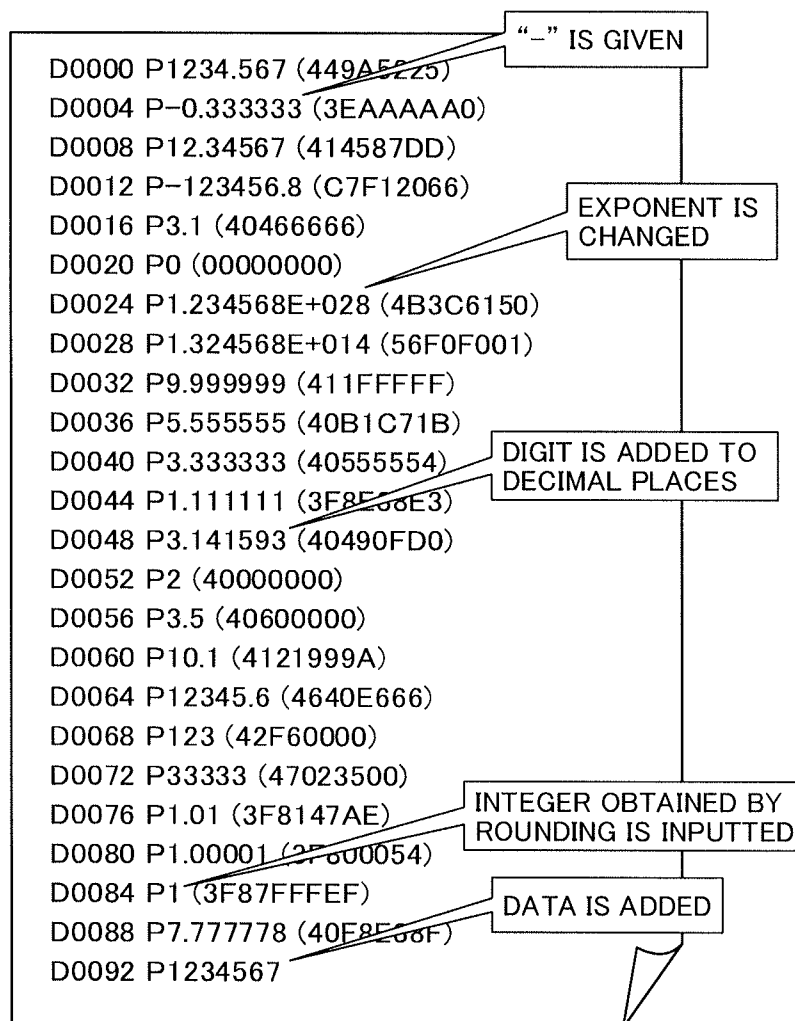 “−” IS GIVEN
D0000 P1234.567 (449A5225)
D0004 P−0.333333 (3EAAAAA0)
D0008 P12.34567 (414587DD)
D0012 P−123456.8 (C7F12066)
EXPONENT IS
CHANGED
D0016 P3.1 (40466666)
D0020 P0 (00000000)
D0024 P1.234568E+028 (4B3C6150)
D0028 P1.324568E+014 (56F0F001)
D0032 P9.999999 (411FFFFF)
D0036 P5.555555 (40B1C71B)
DIGIT IS ADDED TO
DECIMAL PLACES
D0040 P3.333333 (40555554)
D0044 P1.111111 (3F8E38E3)
D0048 P3.141593 (40490FD0)
D0052 P2 (40000000)
D0056 P3.5 (40600000)
D0060 P10.1 (4121999A)
D0064 P12345.6 (4640E666)
D0068 P123 (42F60000)
D0072 P33333 (47023500)
INTEGER OBTAINED BY
ROUNDING IS INPUTTED
D0076 P1.01 (3F8147AE)
D0080 P1.00001 (3F800054)
D0084 P1 (3F87FFFEF)
DATA IS ADDED
D0088 P7.777778 (40F8E38F)
D0092 P1234567